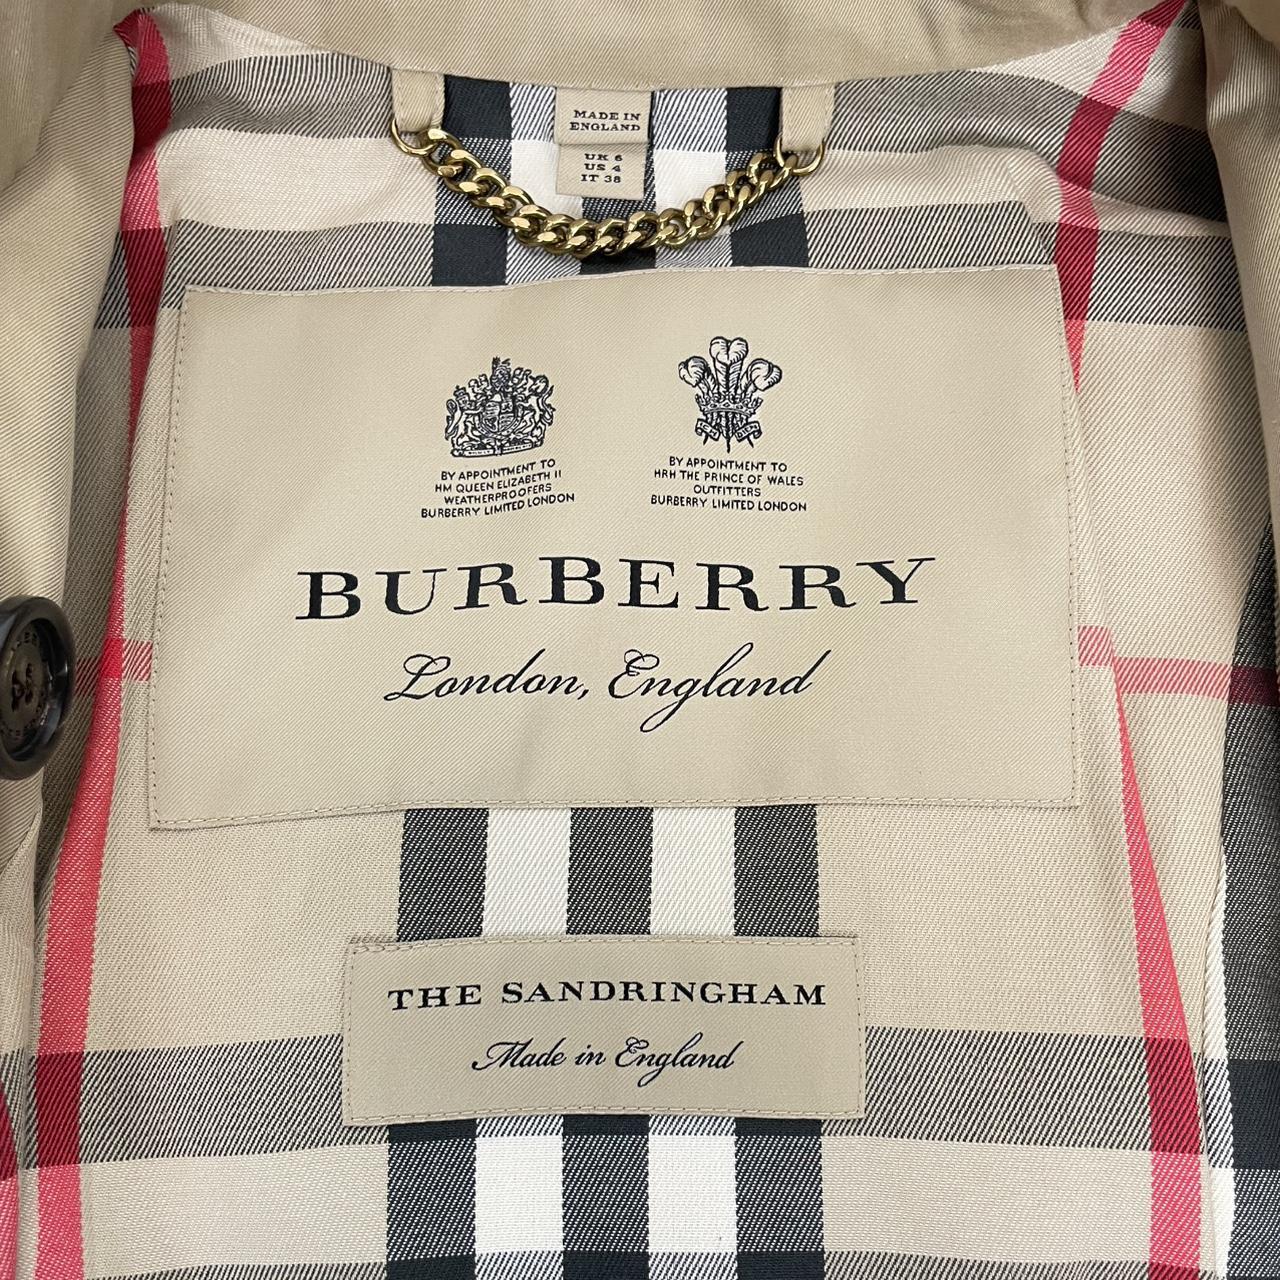 MADE IN
ENGLAND
UK 6
US 4
IT 38
BY APPOINTMENT TO
HM QUEEN ELIZABETH II
WEATHERPROOFERS
BURBERRY LIMITED LONDON
BY APPOINTMENT TO
HRH THE PRINCE OF WALES
OUTFITTERS
BURBERRY LIMITED LONDON
BURBERRY
London, England
THE SANDRINGHAM
Made in England